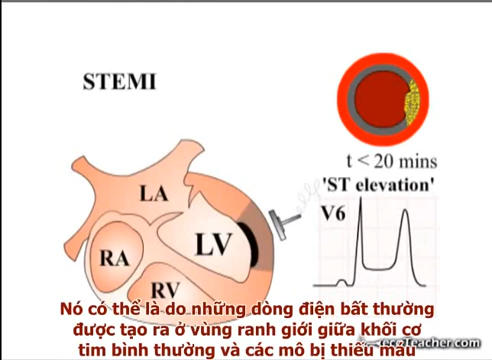 STEMI
t < 20 mins
'ST elevation'
V6
LA
LV
RA
RV
Nó có thể là do những dòng điện bất thường
được tạo ra ở vùng ranh giới giữa khối cơ
tim bình thường và các mô bị thiếu máu
Teacher.com